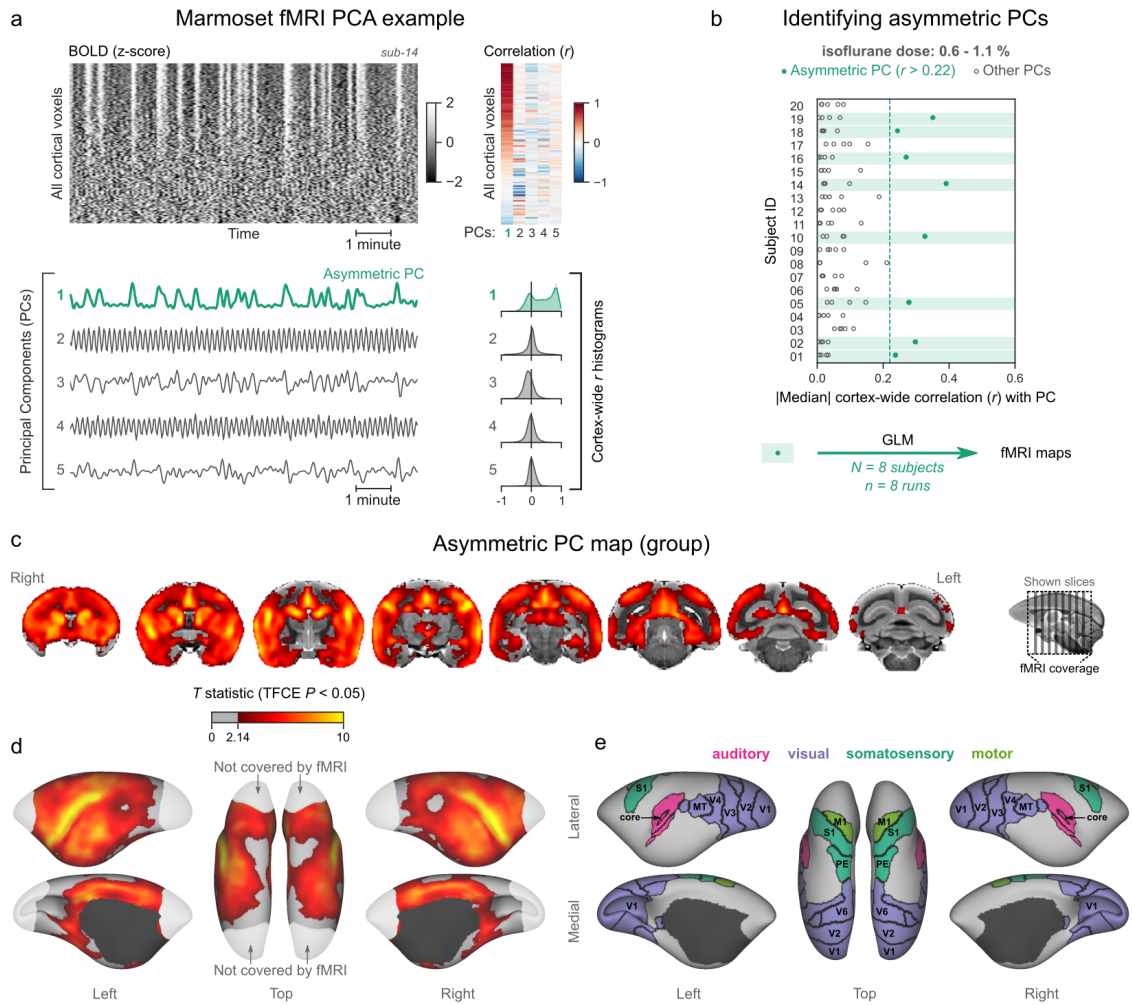 a
Marmoset fMRI PCA example
BOLD (z-score)
sub-14
Correlation (r)
All cortical voxels
2
0
−2
All cortical voxels
1
0
−1
Time
1 minute
PCs: 1 2 3 4 5
Asymmetric PC
Principal Components (PCs)
1
2
3
4
5
1 minute
1
2
3
4
5
-1 0 1
Cortex-wide r histograms
b
Identifying asymmetric PCs
isoflurane dose: 0.6 - 1.1 %
Asymmetric PC (r > 0.22) Other PCs
Subject ID
20
19
18
17
16
15
14
13
12
11
10
09
08
07
06
05
04
03
02
01
0.0 0.2 0.4 0.6
|Median| cortex-wide correlation (r) with PC
GLM
fMRI maps
N = 8 subjects
n = 8 runs
c
Asymmetric PC map (group)
Right
Left
Shown slices
fMRI coverage
T statistic (TFCE P < 0.05)
0 2.14 10
d
Not covered by fMRI
Not covered by fMRI
Left
Top
Right
e
auditory visual somatosensory motor
Lateral
Medial
S1
core
MT
V4
V3
V2
V1
V1
M1
S1
PE
V6
V2
V1
M1
S1
PE
V6
V2
V1
V1
V2
V3
V4
MT
S1
core
V1
Left
Top
Right